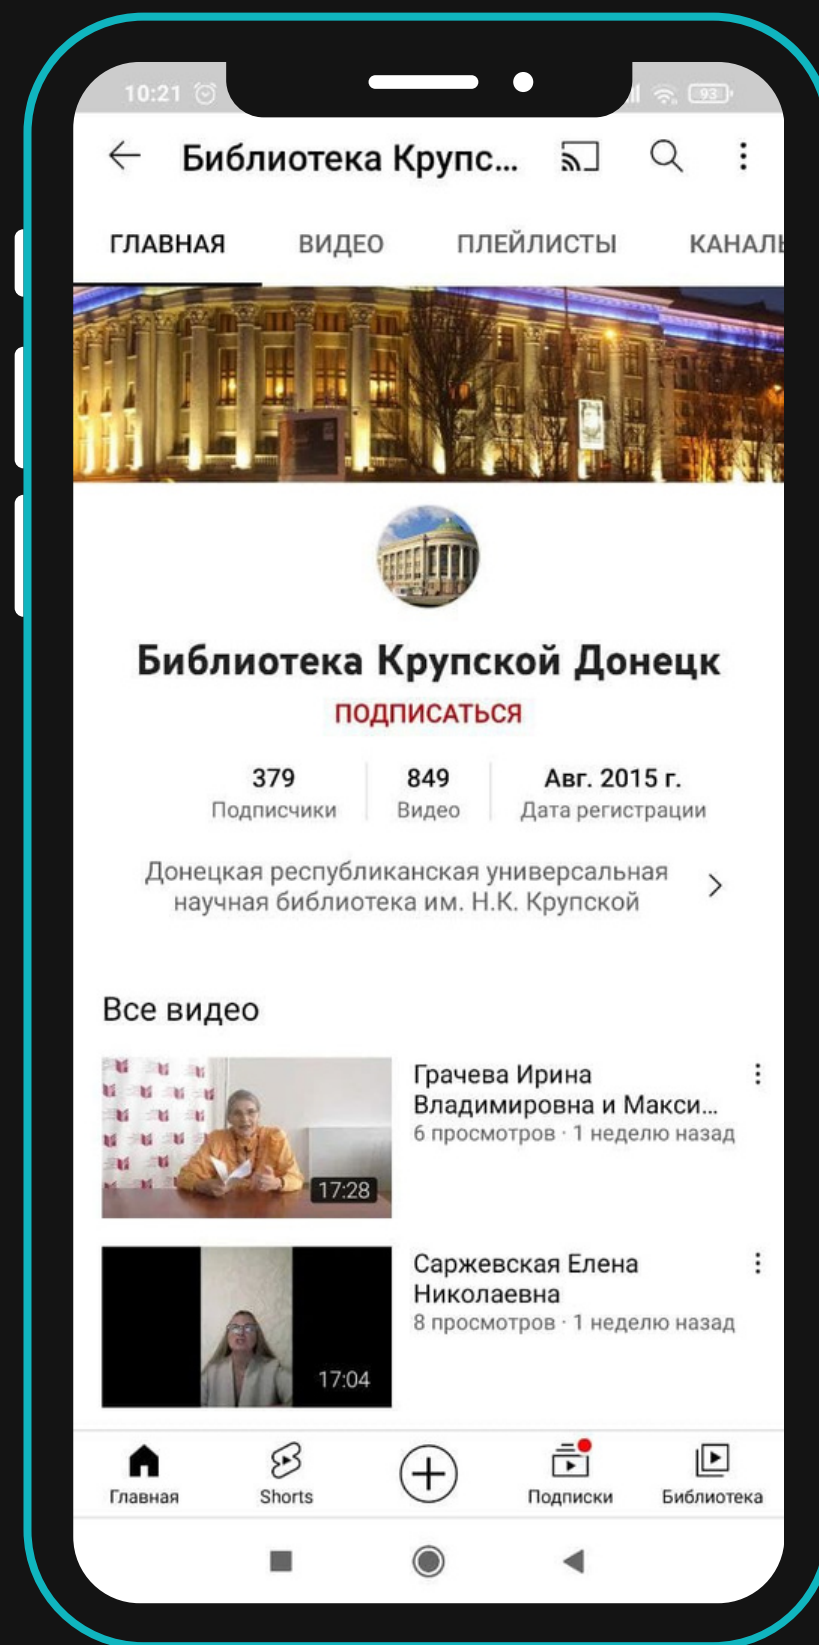 10:21
93
Библиотека Крупс...
ГЛАВНАЯ ВИДЕО ПЛЕЙЛИСТЫ КАНАЛЫ
Библиотека Крупской Донецк
ПОДПИСАТЬСЯ
379 849 Авг. 2015 г.
Подписчики Видео Дата регистрации
Донецкая республиканская универсальная
научная библиотека им. Н.К. Крупской
Все видео
Грачева Ирина
Владимировна и Макси...
6 просмотров · 1 неделю назад
17:28
Саржевская Елена
Николаевна
8 просмотров · 1 неделю назад
17:04
Главная Shorts Подписки Библиотека